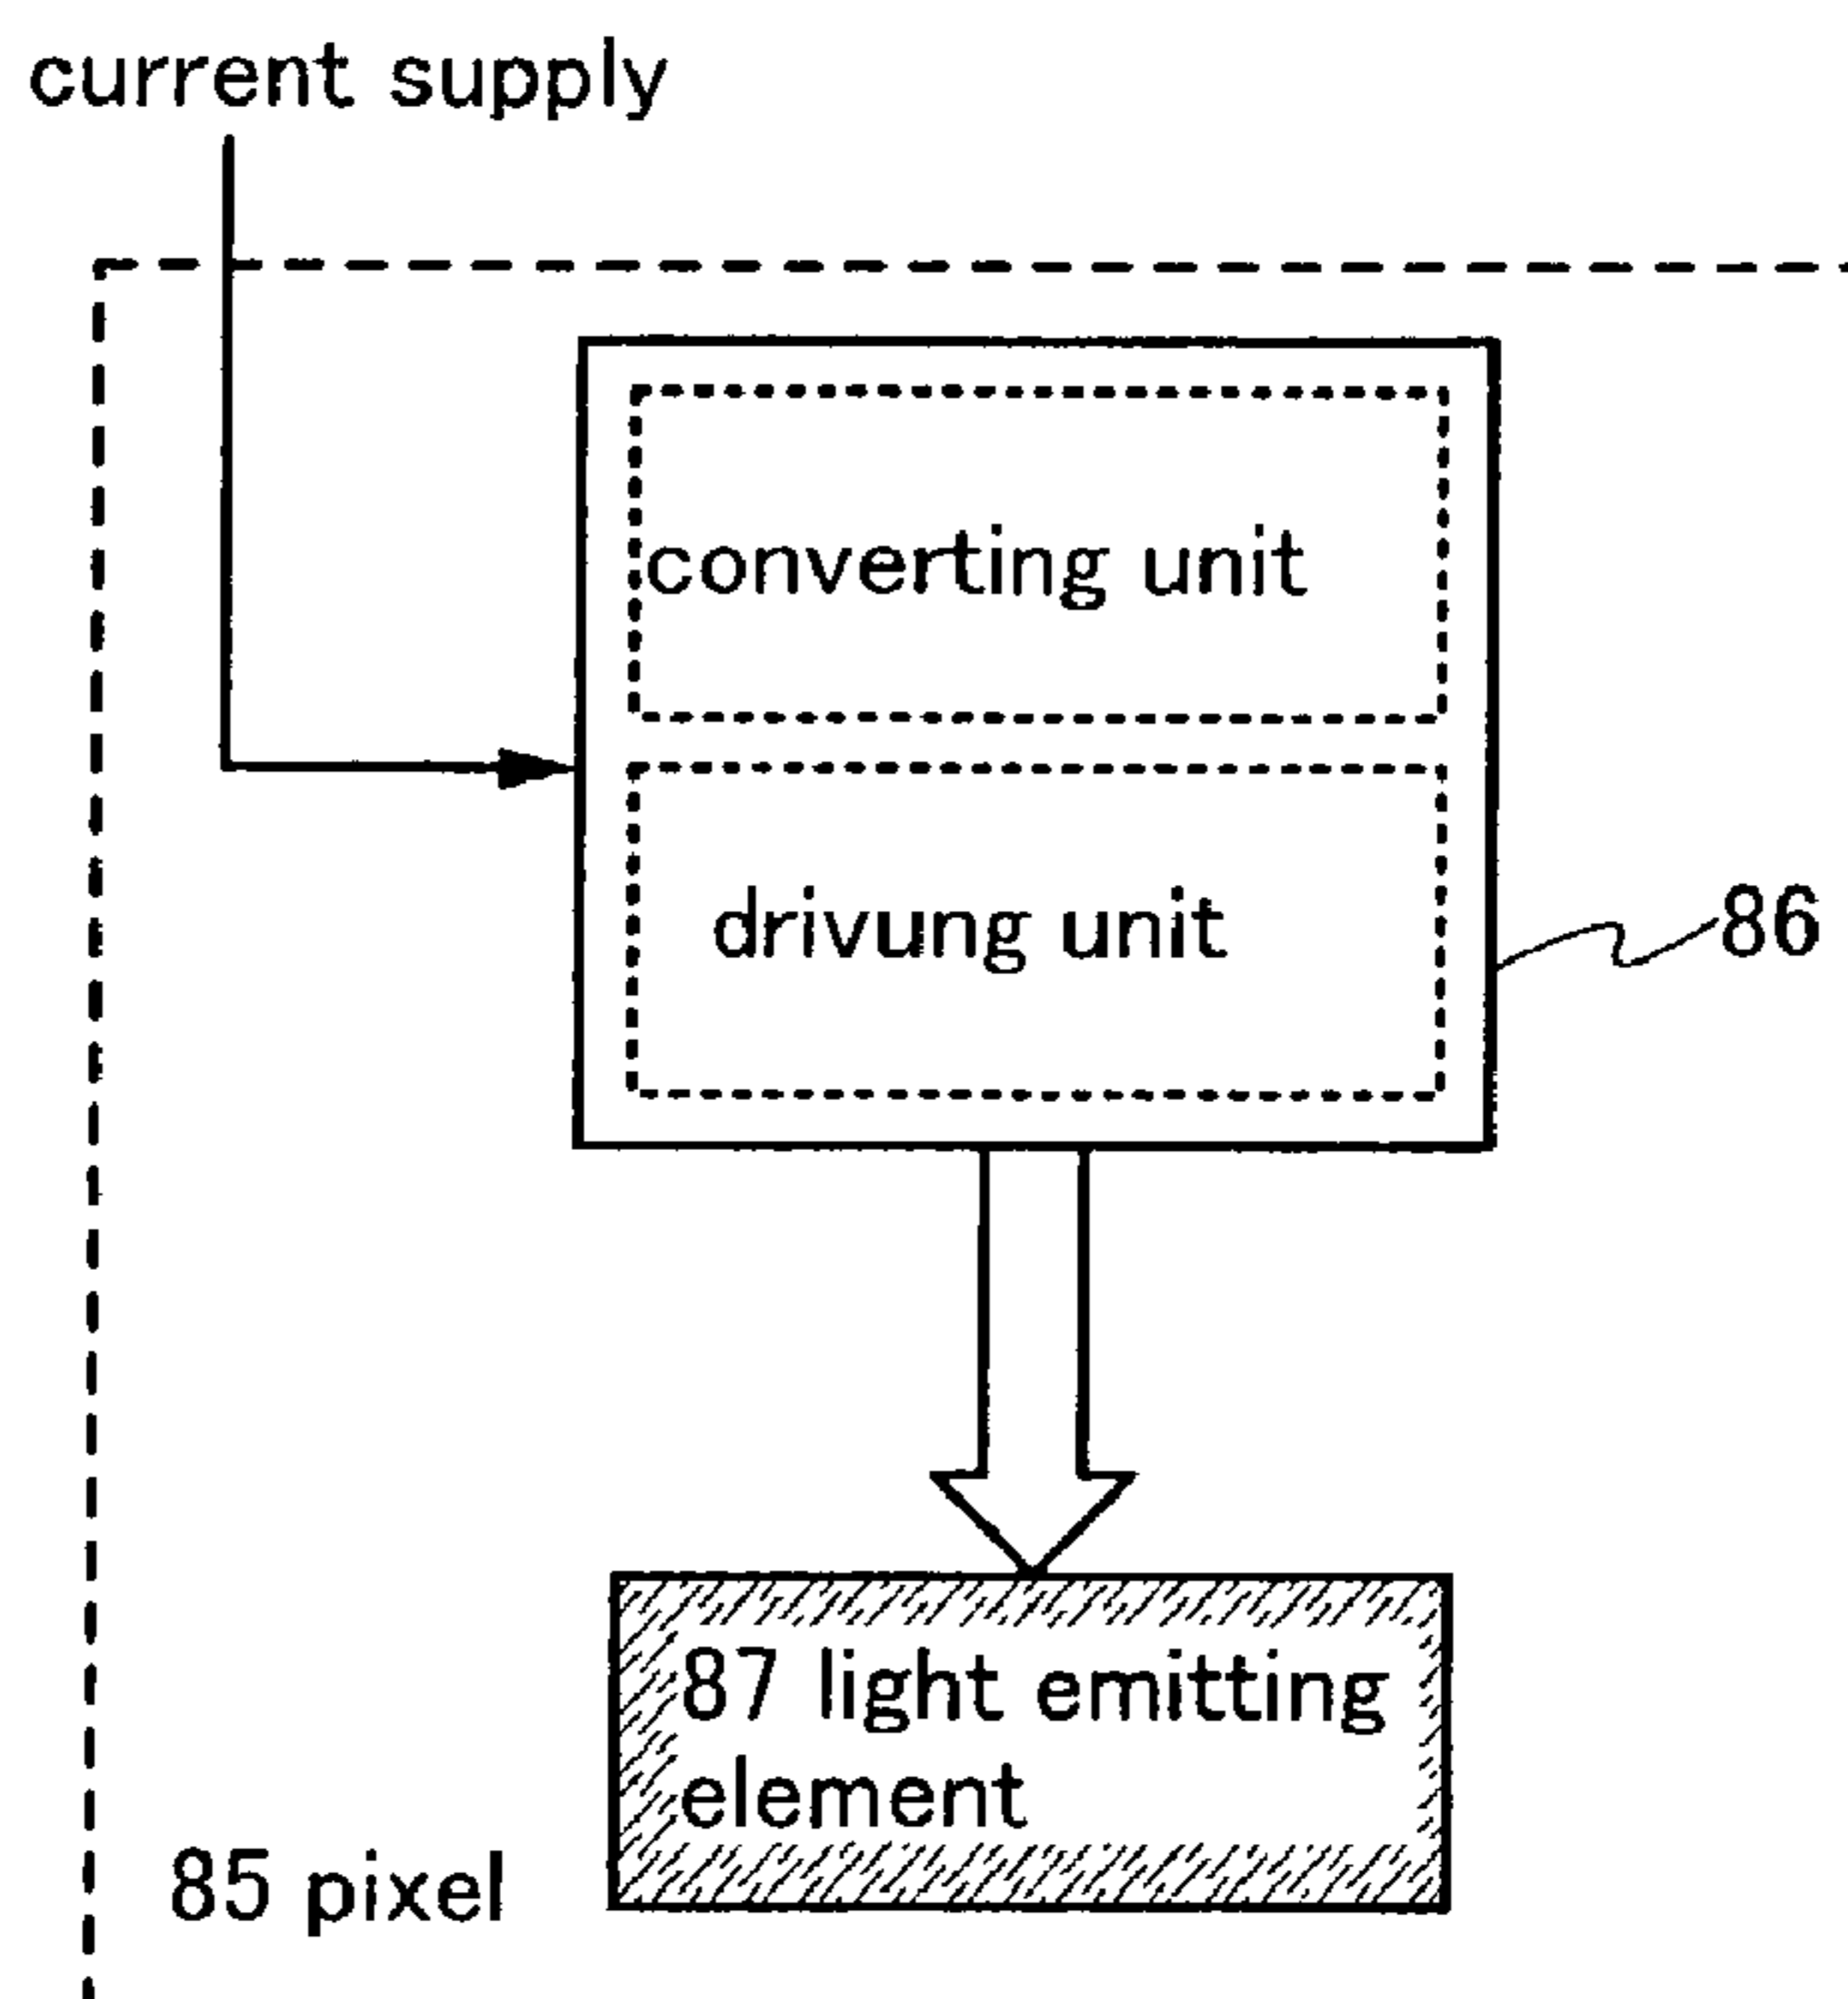 current supply
converting unit
drivung unit
86
87 light emitting
element
85 pixel